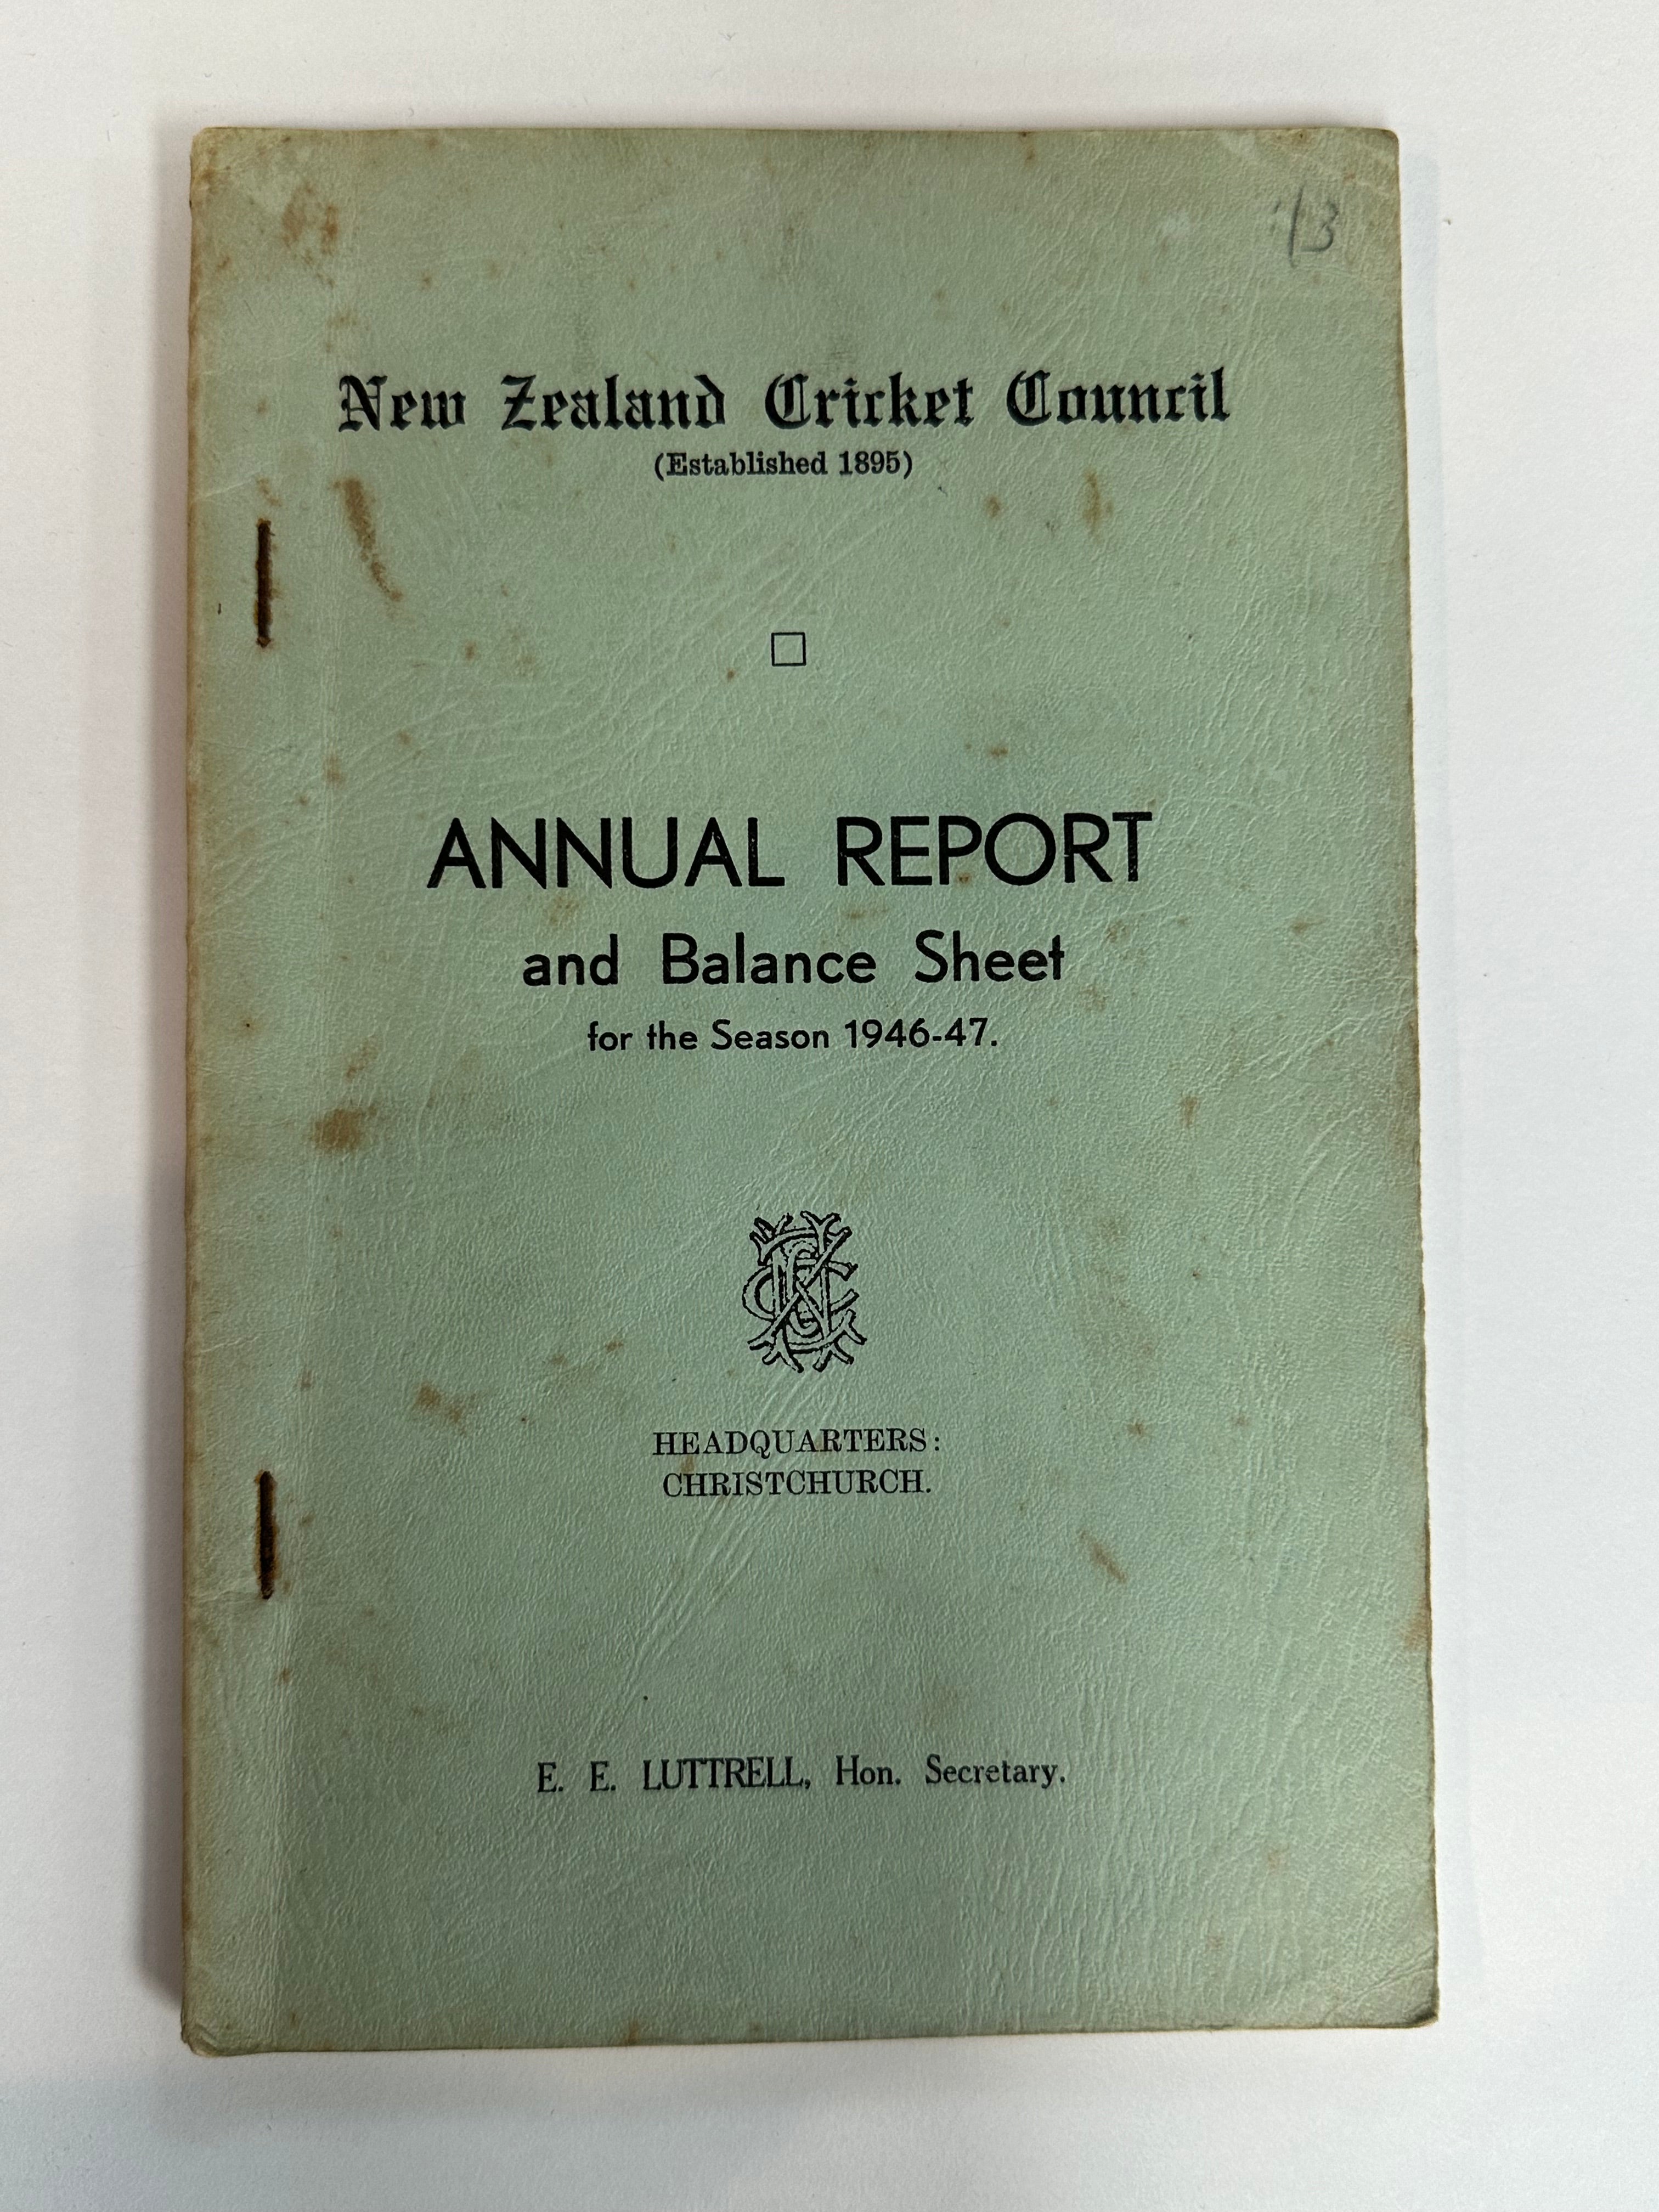 13
New Zealand Cricket Council
(Established 1895)
ANNUAL REPORT
and Balance Sheet
for the Season 1946-47.
HEADQUARTERS:
CHRISTCHURCH.
E. E. LUTTRELL, Hon. Secretary.